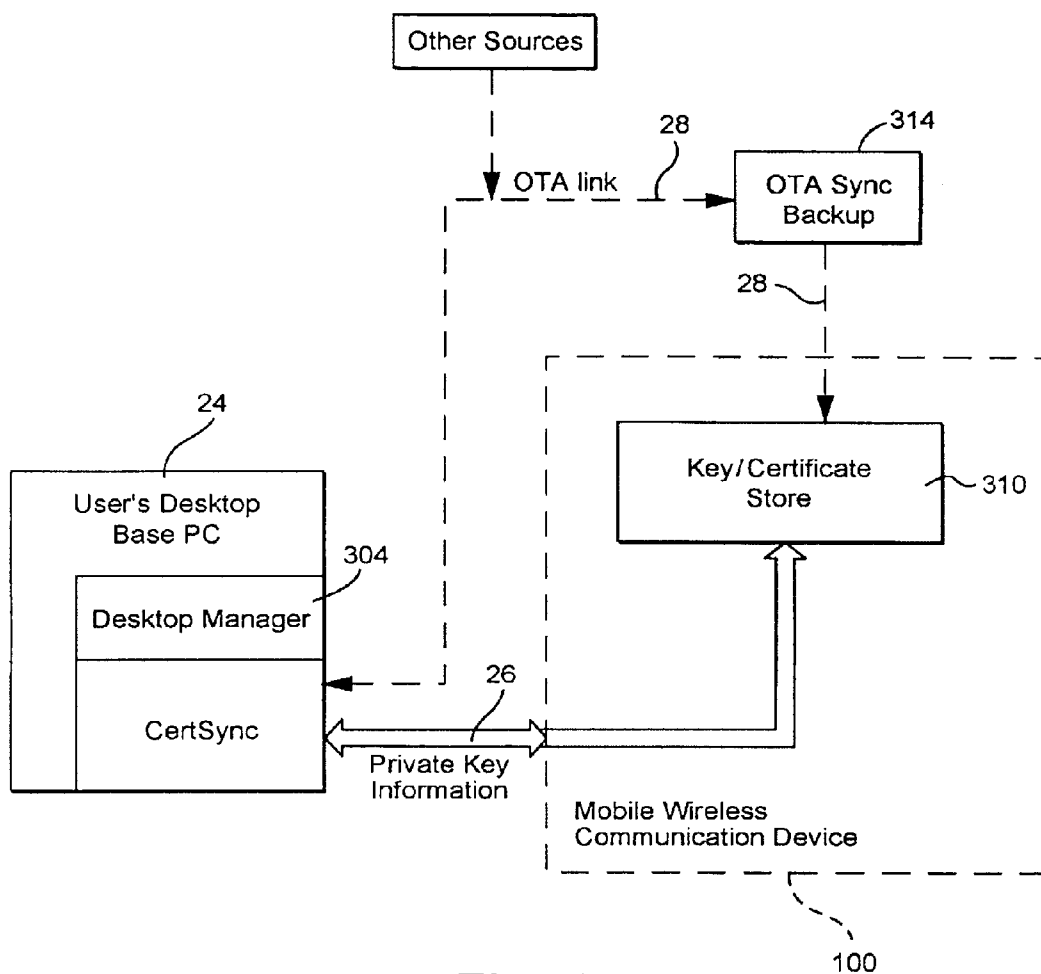 Other Sources
28
314
OTA link
OTA Sync
Backup
28
24
User's Desktop
Base PC
Key/Certificate
Store
310
304
Desktop Manager
26
CertSync
Private Key
Information
Mobile Wireless
Communication Device
100